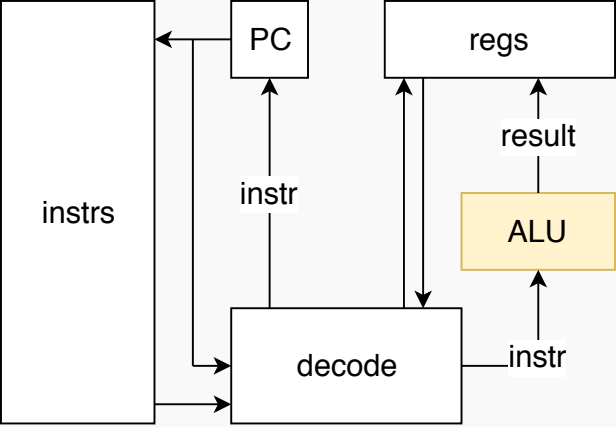 PC
regs
result
instr
instrs
ALU
instr
decode